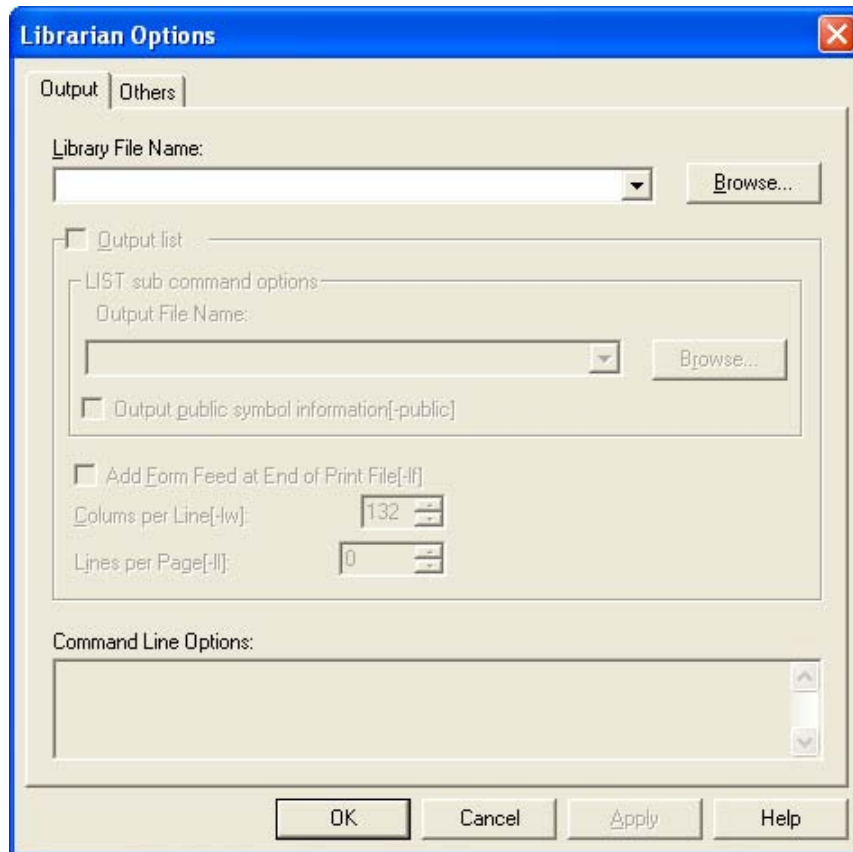 Librarian Options
Output Others
Library File Name:
Browse...
Output list
LIST sub command options
Output File Name:
Browse...
Output public symbol information[-public]
Add Form Feed at End of Print File[-lf]
Colums per Line[-lw]: 132
Lines per Page[-ll]: 0
Command Line Options:
OK Cancel Apply Help